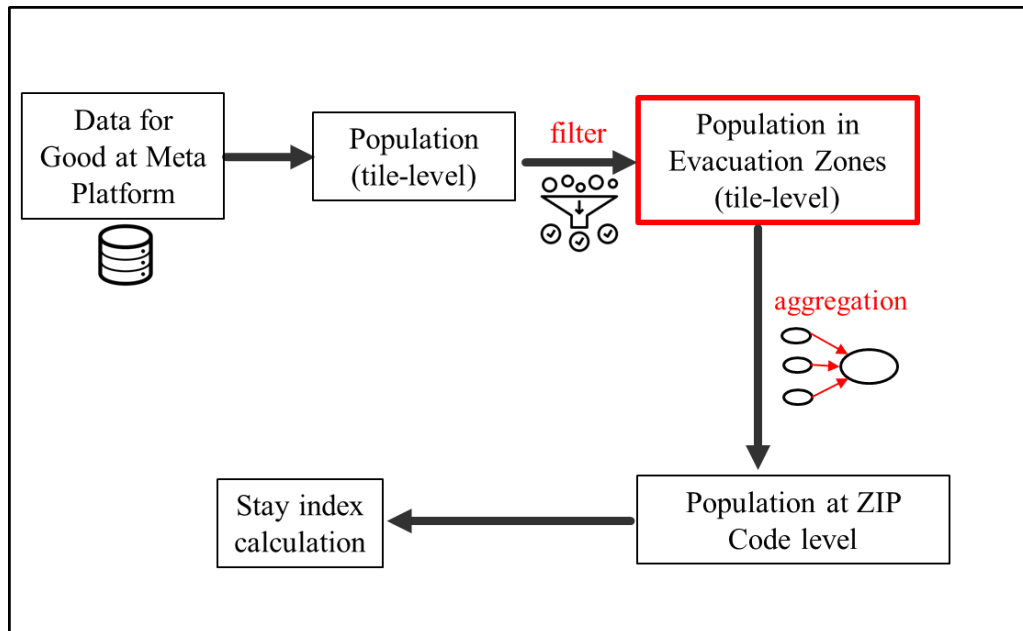 Data for
Good at Meta
Platform
Population
(tile-level)
filter
Population in
Evacuation Zones
(tile-level)
aggregation
Population at ZIP
Code level
Stay index
calculation